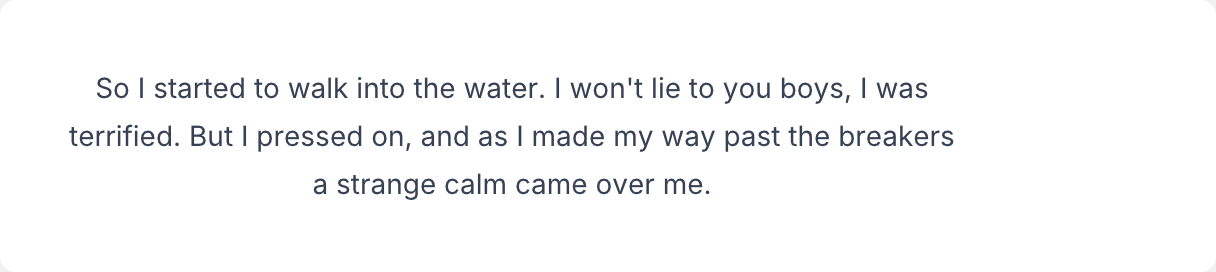 So I started to walk into the water. I won't lie to you boys, I was
terrified. But I pressed on, and as I made my way past the breakers
a strange calm came over me.